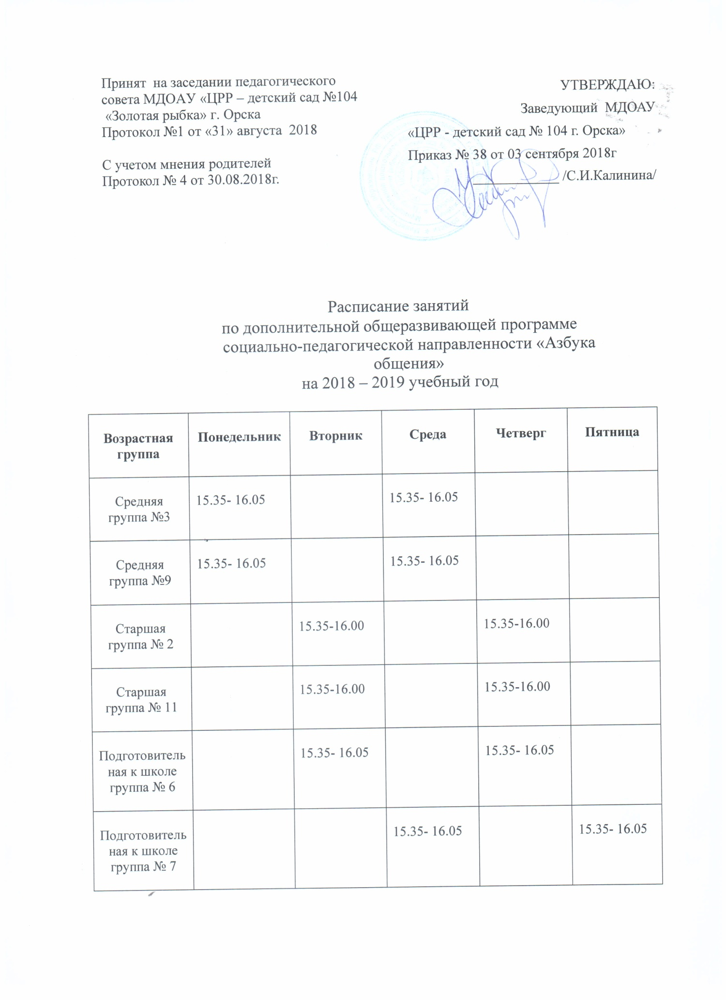 Принят на заседании педагогического
совета МДОАУ «ЦРР – детский сад №104
«Золотая рыбка» г. Орска
Протокол №1 от «31» августа 2018
С учетом мнения родителей
Протокол № 4 от 30.08.2018г.
УТВЕРЖДАЮ:
Заведующий МДОАУ
«ЦРР - детский сад № 104 г. Орска»
Приказ № 38 от 03 сентября 2018г
/С.И.Калинина/
Расписание занятий
по дополнительной общеразвивающей программе
социально-педагогической направленности «Азбука
общения»
на 2018 – 2019 учебный год
Возрастная
группа
Понедельник
Вторник
Среда
Четверг
Пятница
Средняя
группа №3
15.35- 16.05
15.35- 16.05
Средняя
группа №9
15.35- 16.05
15.35- 16.05
Старшая
группа № 2
15.35-16.00
15.35-16.00
Старшая
группа № 11
15.35-16.00
15.35-16.00
Подготовитель
ная к школе
группа № 6
15.35- 16.05
15.35- 16.05
Подготовитель
ная к школе
группа № 7
15.35- 16.05
15.35- 16.05